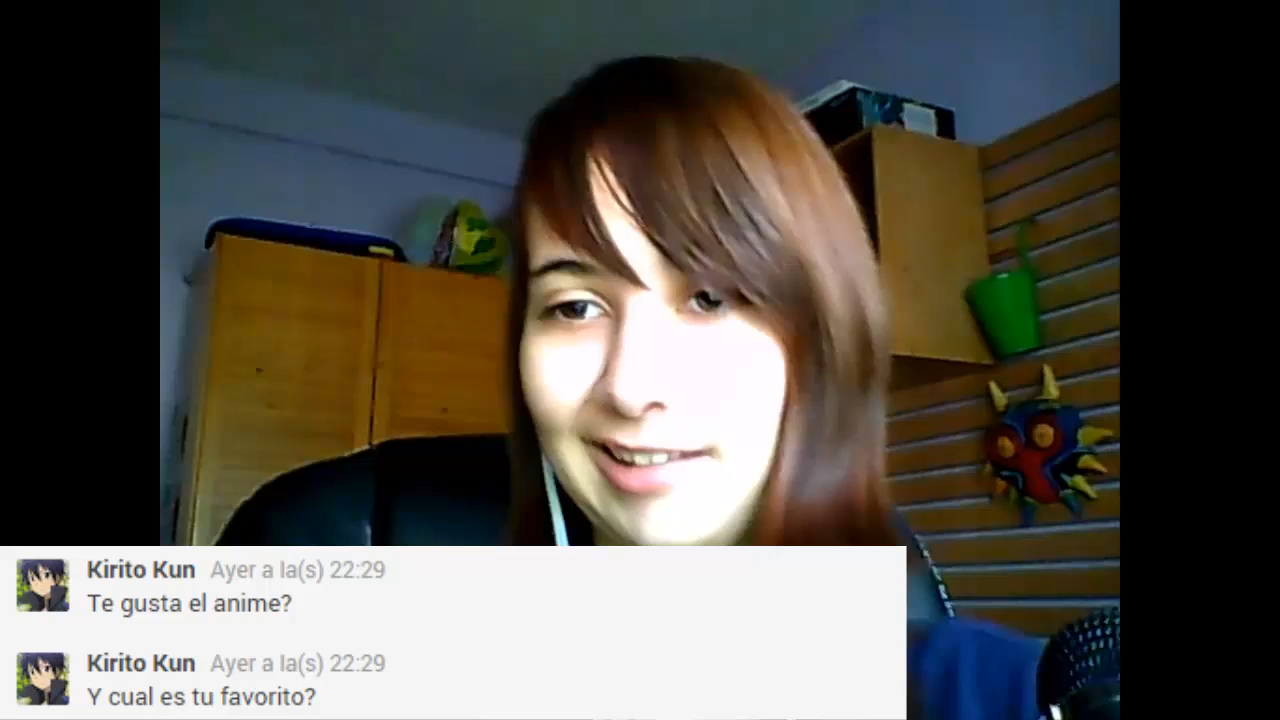 Kirito Kun Ayer a la(s) 22:29
Te gusta el anime?
Kirito Kun Ayer a la(s) 22:29
Y cual es tu favorito?